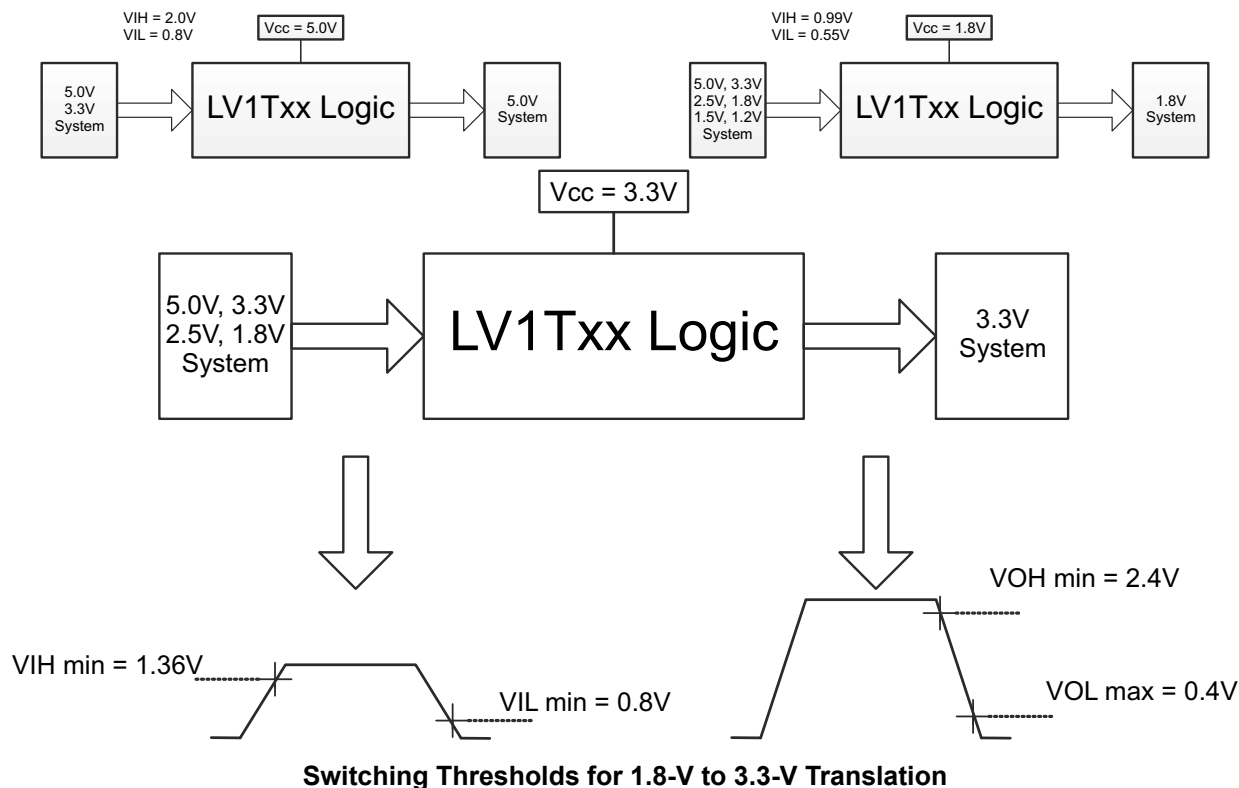 VIH = 2.0V
VIL = 0.8V
Vcc = 5.0V
5.0V
3.3V
System
LV1Txx Logic
5.0V
System
VIH = 0.99V
VIL = 0.55V
Vcc = 1.8V
5.0V, 3.3V
2.5V, 1.8V
1.5V, 1.2V
System
LV1Txx Logic
1.8V
System
Vcc = 3.3V
5.0V, 3.3V
2.5V, 1.8V
System
LV1Txx Logic
3.3V
System
VIH min = 1.36V
VIL min = 0.8V
VOH min = 2.4V
VOL max = 0.4V
Switching Thresholds for 1.8-V to 3.3-V Translation